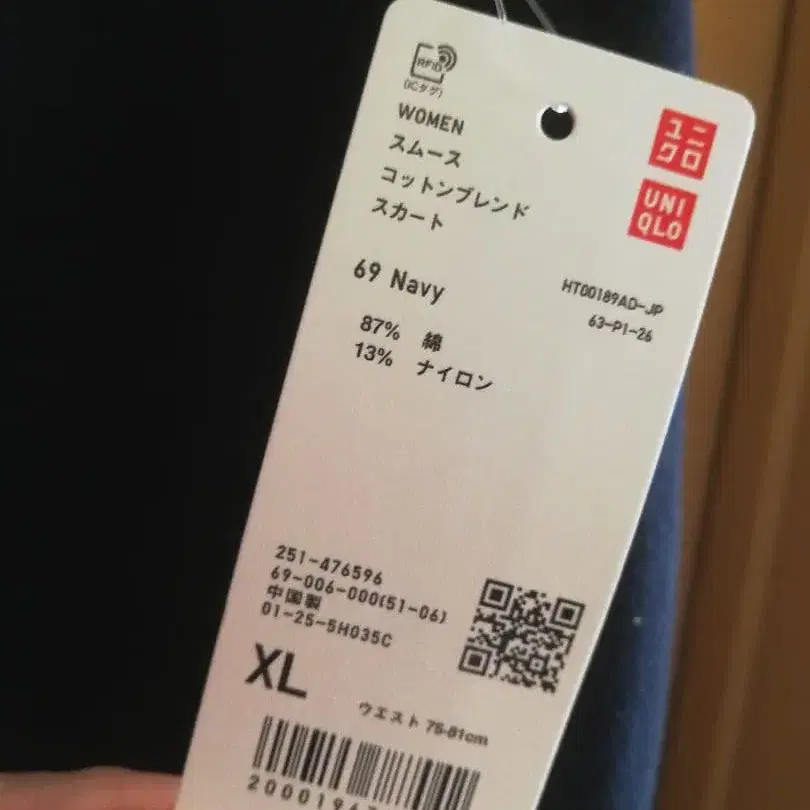 RFID
(ICタグ)
WOMEN
スムース
コットンブレンド
スカート
ユニ
クロ
UNI
QLO
69 Navy
HT00189AD-JP
63-P1-26
87% 綿
13% ナイロン
251-476596
69-006-000(51-06)
中国製
01-25-5H035C
XL
ウエスト 75-81cm